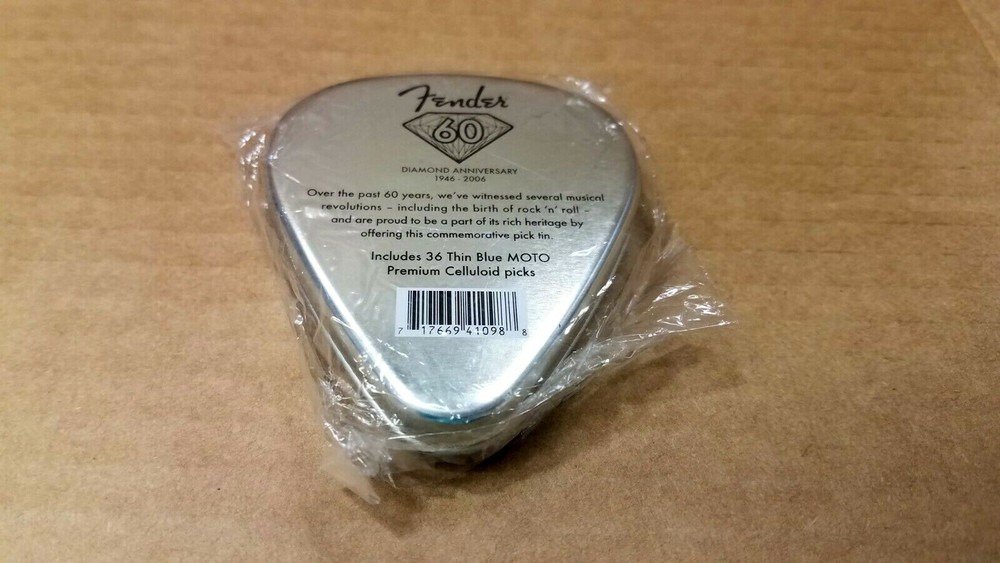 Fender
60
DIAMOND ANNIVERSARY
1946 - 2006
Over the past 60 years, we've witnessed several musical
revolutions – including the birth of rock 'n' roll –
and are proud to be a part of its rich heritage by
offering this commemorative pick tin.
Includes 36 Thin Blue MOTO
Premium Celluloid picks
7 17669 41098 8